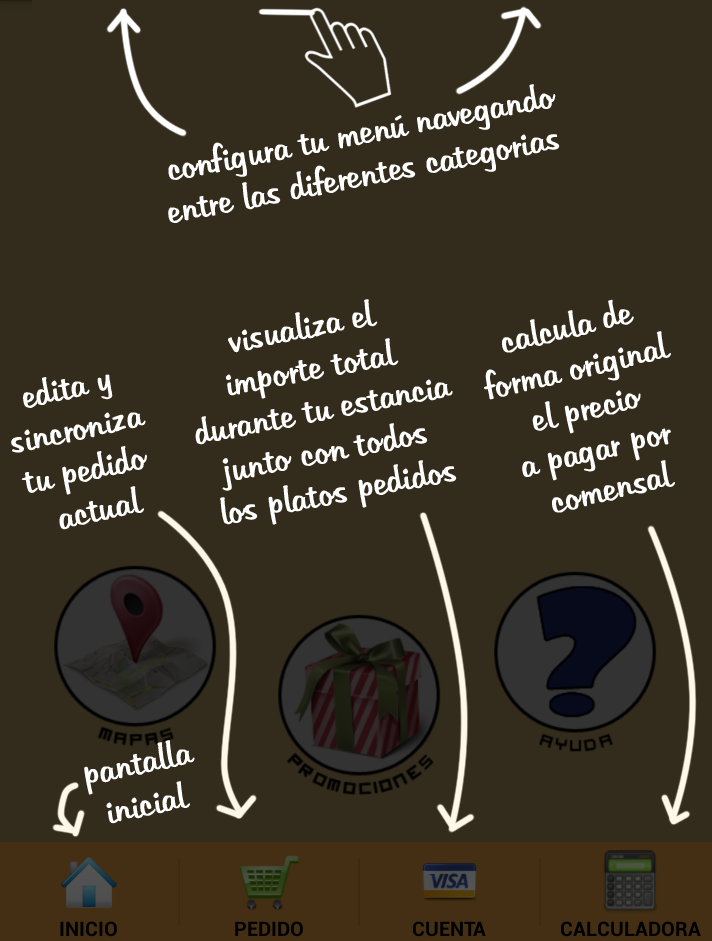 configura tu menú navegando
entre las diferentes categorias
visualiza el
importe total
durante tu estancia
junto con todos
los platos pedidos
calcula de
forma original
el precio
a pagar por
comensal
edita y
sincroniza
tu pedido
actual
MAPAS
PROMOCIONES
AYUDA
pantalla
inicial
VISA
INICIO
PEDIDO
CUENTA
CALCULADORA